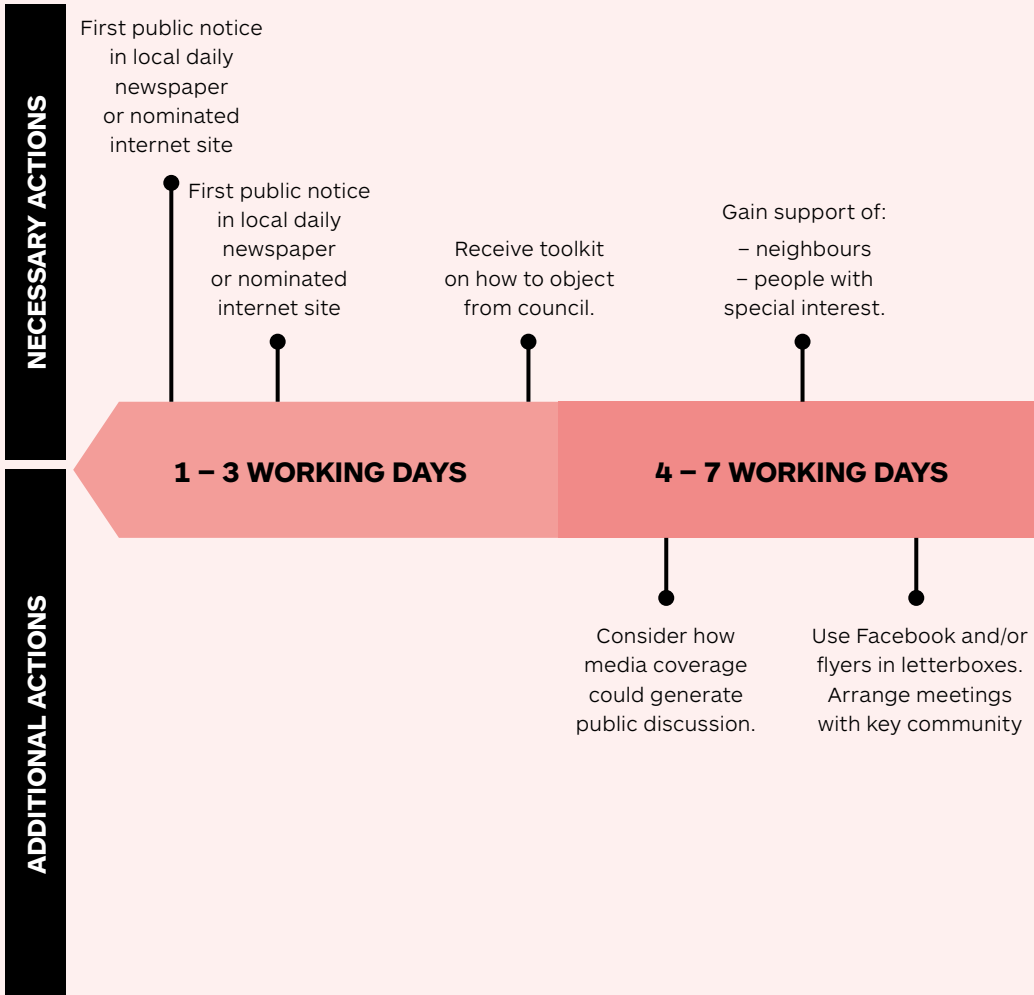 NECESSARY ACTIONS
First public notice
in local daily
newspaper
or nominated
internet site
First public notice
in local daily
newspaper
or nominated
internet site
Receive toolkit
on how to object
from council.
Gain support of:
– neighbours
– people with
special interest.
1 – 3 WORKING DAYS
4 – 7 WORKING DAYS
ADDITIONAL ACTIONS
Consider how
media coverage
could generate
public discussion.
Use Facebook and/or
flyers in letterboxes.
Arrange meetings
with key community